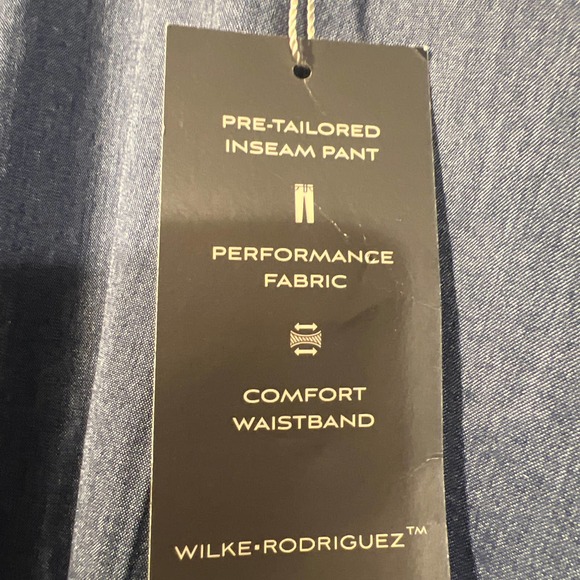 PRE-TAILORED
INSEAM PANT
PERFORMANCE
FABRIC
COMFORT
WAISTBAND
WILKE▪RODRIGUEZ™